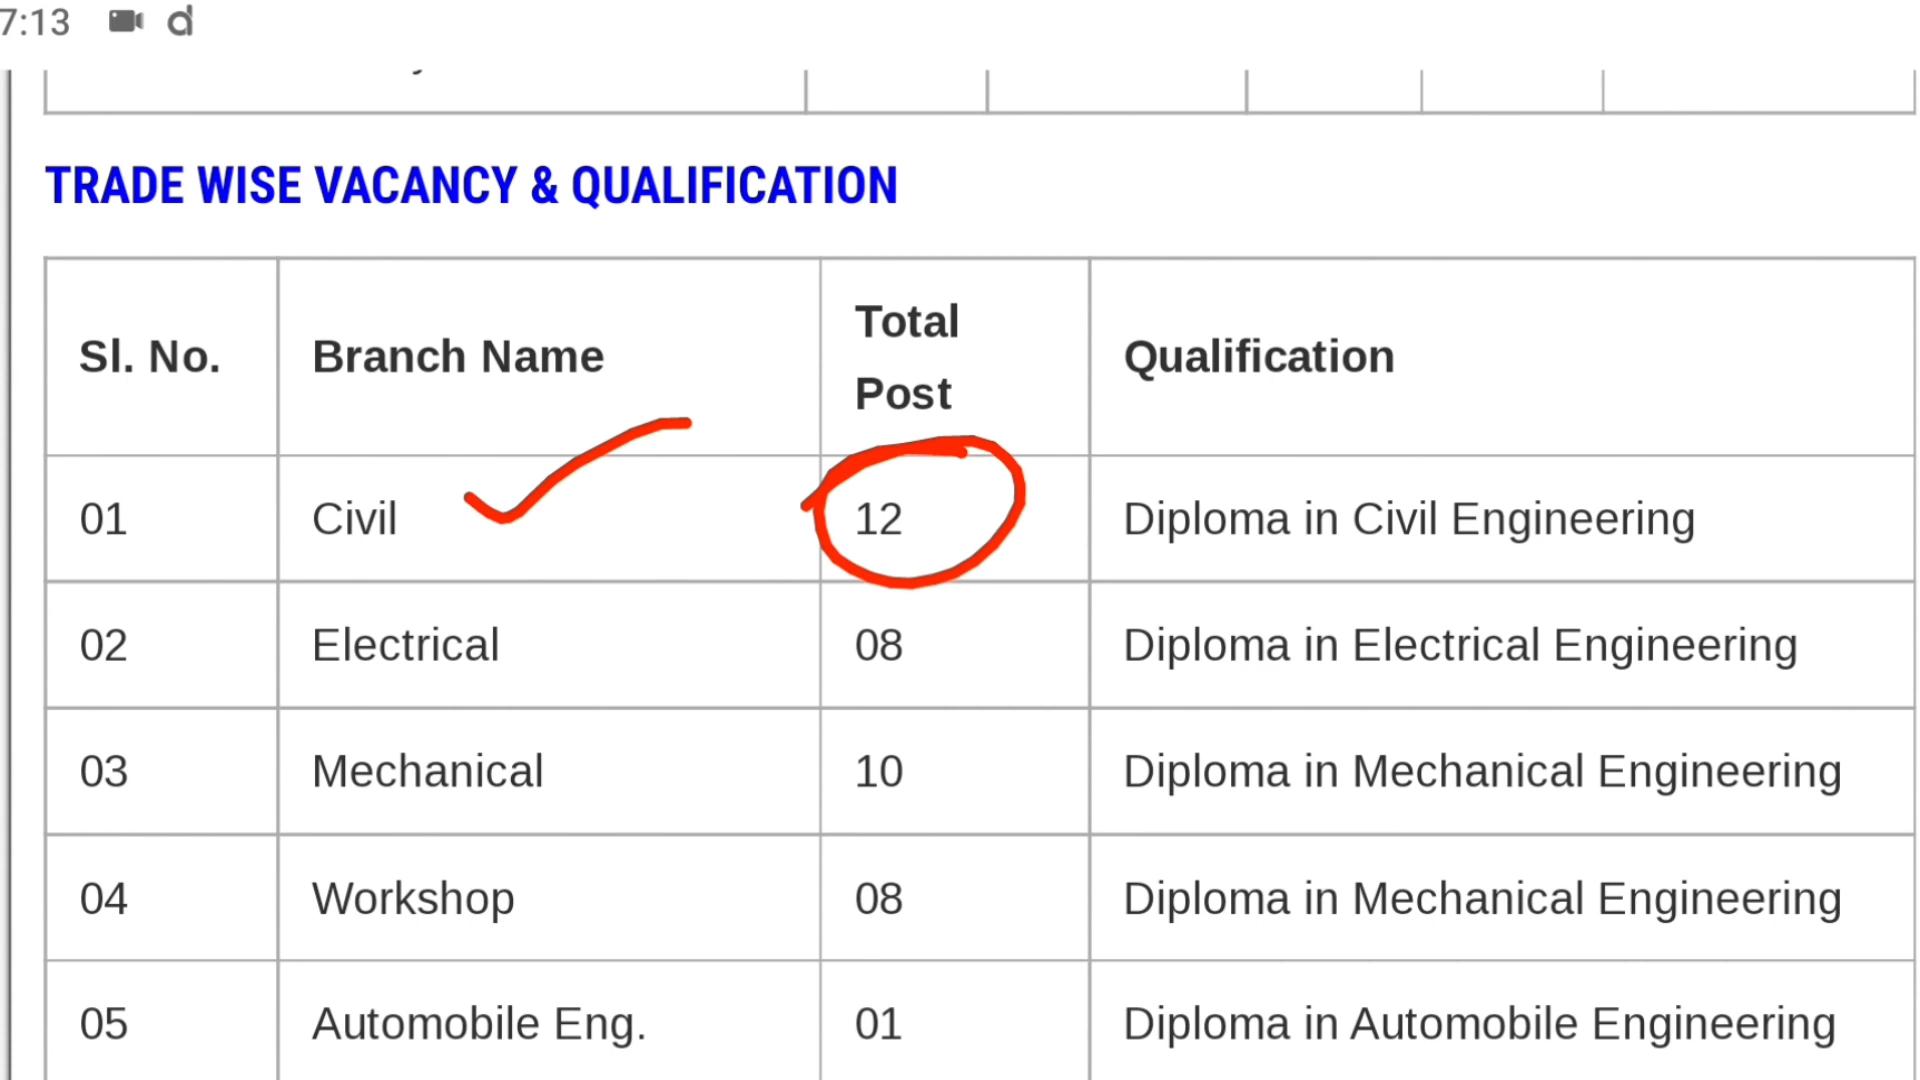 7:13
TRADE WISE VACANCY & QUALIFICATION
Sl. No. Branch Name Total Post Qualification
01 Civil 12 Diploma in Civil Engineering
02 Electrical 08 Diploma in Electrical Engineering
03 Mechanical 10 Diploma in Mechanical Engineering
04 Workshop 08 Diploma in Mechanical Engineering
05 Automobile Eng. 01 Diploma in Automobile Engineering